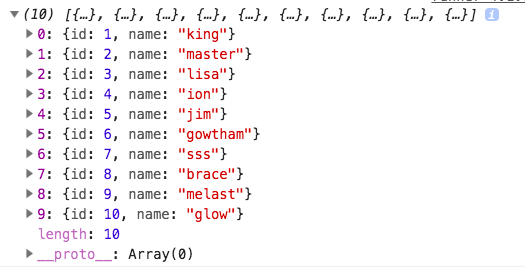 (10) [{…}, {…}, {…}, {…}, {…}, {…}, {…}, {…}, {…}, {…}] i
0: {id: 1, name: "king"}
1: {id: 2, name: "master"}
2: {id: 3, name: "lisa"}
3: {id: 4, name: "ion"}
4: {id: 5, name: "jim"}
5: {id: 6, name: "gowtham"}
6: {id: 7, name: "sss"}
7: {id: 8, name: "brace"}
8: {id: 9, name: "melast"}
9: {id: 10, name: "glow"}
length: 10
__proto__: Array(0)